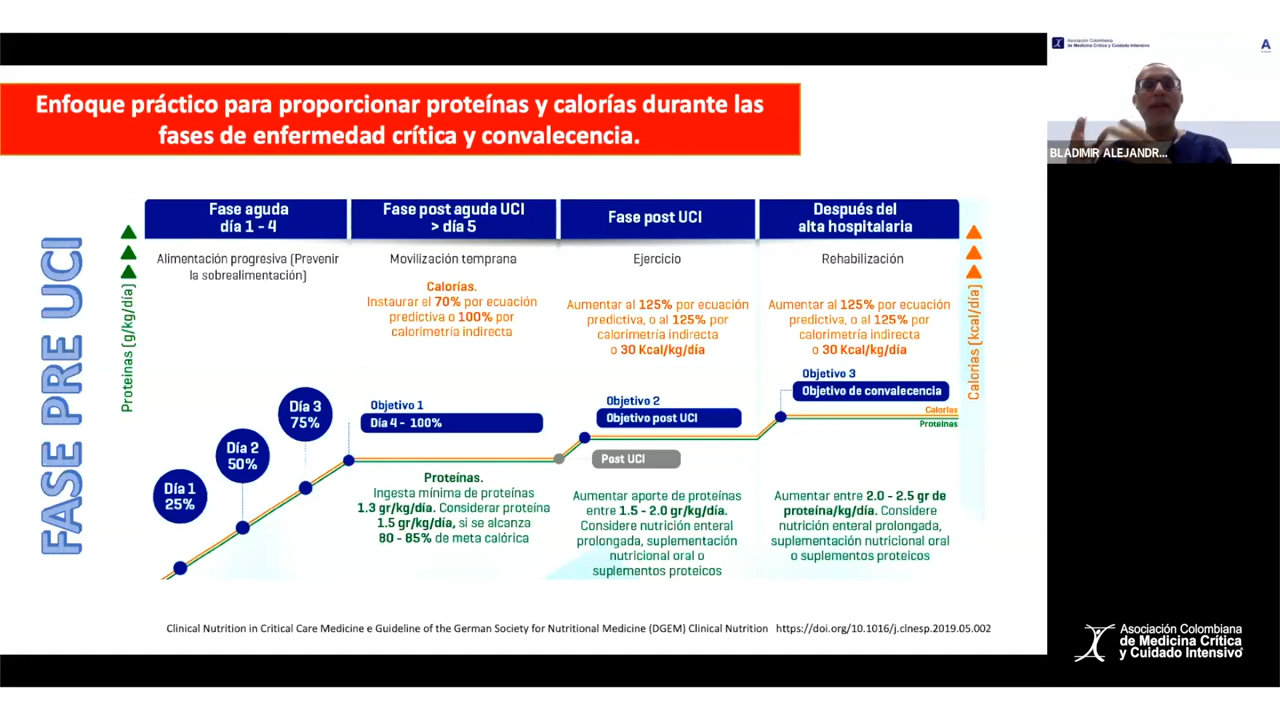 Enfoque práctico para proporcionar proteínas y calorías durante las
fases de enfermedad crítica y convalecencia.
Asociación Colombiana
de Medicina Crítica y Cuidado Intensivo
A
BLADIMIR ALEJANDR...
FASE PRE UCI
Proteinas (g/kg/día)
Fase aguda
día 1 - 4
Alimentación progresiva (Prevenir
la sobrealimentación)
Día 1
25%
Día 2
50%
Día 3
75%
Fase post aguda UCI
> día 5
Movilización temprana
Calorías.
Instaurar el 70% por ecuación
predictiva o 100% por
calorimetría indirecta
Objetivo 1
Día 4 - 100%
Proteínas.
Ingesta mínima de proteínas
1.3 gr/kg/día. Considerar proteína
1.5 gr/kg/día, si se alcanza
80 - 85% de meta calórica
Fase post UCI
Ejercicio
Aumentar al 125% por ecuación
predictiva, o al 125% por
calorimetría indirecta
o 30 Kcal/kg/día
Objetivo 2
Objetivo post UCI
Post UCI
Aumentar aporte de proteínas
entre 1.5 - 2.0 gr/kg/día.
Considere nutrición enteral
prolongada, suplementación
nutricional oral o
suplementos proteicos
Después del
alta hospitalaria
Rehabilización
Aumentar al 125% por ecuación
predictiva, o al 125% por
calorimetría indirecta
o 30 Kcal/kg/día
Objetivo 3
Objetivo de convalecencia
Calorías
Proteínas
Aumentar entre 2.0 - 2.5 gr de
proteína/kg/día. Considere
nutrición enteral prolongada,
suplementación nutricional oral
o suplementos proteicos
Calorías (kcal/día)
Clinical Nutrition in Critical Care Medicine e Guideline of the German Society for Nutritional Medicine (DGEM) Clinical Nutrition https://doi.org/10.1016/j.clnesp.2019.05.002
Asociación Colombiana
de Medicina Crítica
y Cuidado Intensivo